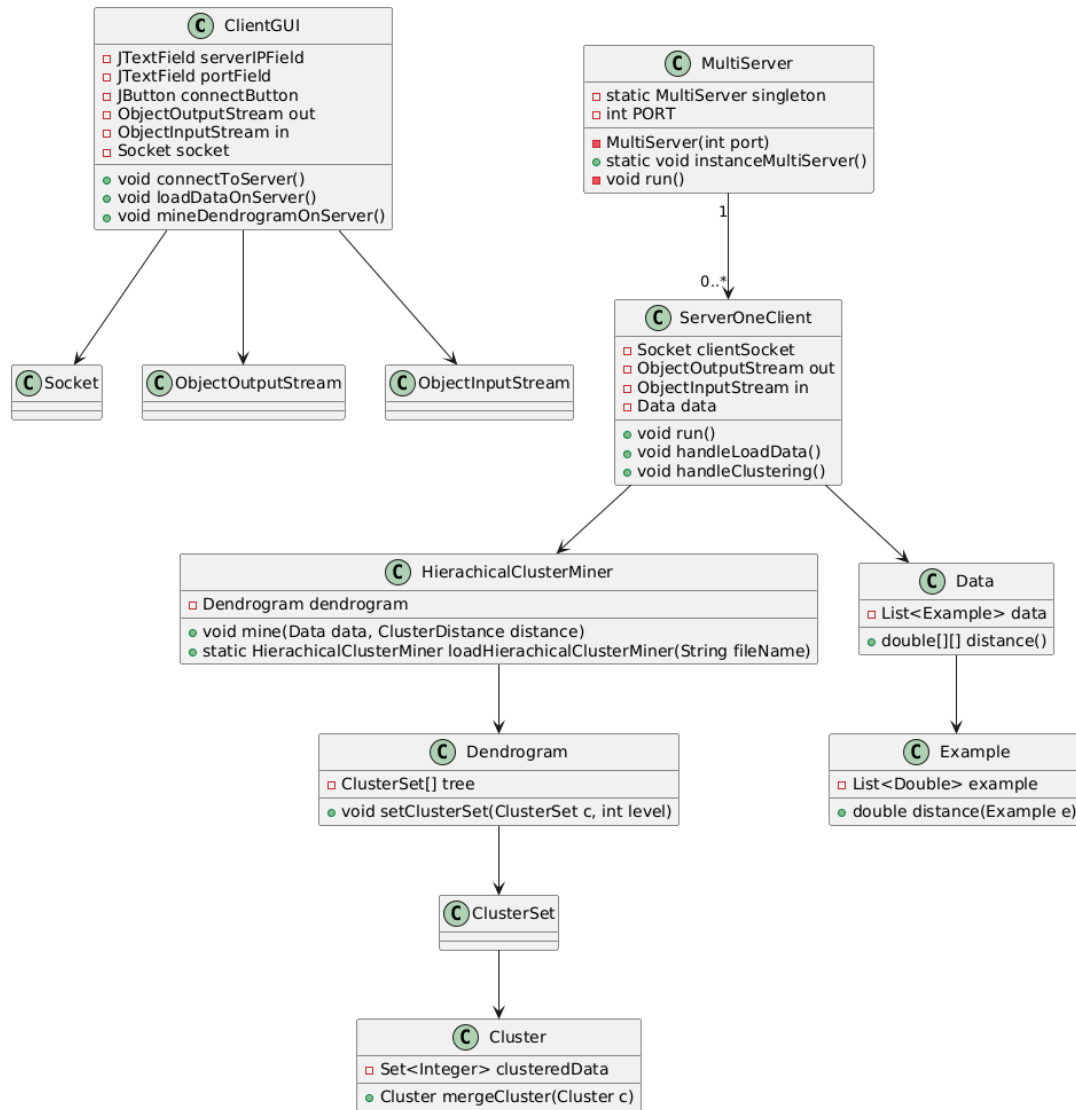 C ClientGUI
JTextField serverIPField
JTextField portField
JButton connectButton
ObjectOutputStream out
ObjectInputStream in
Socket socket
void connectToServer()
void loadDataOnServer()
void mineDendrogramOnServer()
C MultiServer
static MultiServer singleton
int PORT
MultiServer(int port)
static void instanceMultiServer()
void run()
1
0..*
C Socket
C ObjectOutputStream
C ObjectInputStream
C ServerOneClient
Socket clientSocket
ObjectOutputStream out
ObjectInputStream in
Data data
void run()
void handleLoadData()
void handleClustering()
C HierachicalClusterMiner
Dendrogram dendrogram
void mine(Data data, ClusterDistance distance)
static HierachicalClusterMiner loadHierachicalClusterMiner(String fileName)
C Data
List<Example> data
double[][] distance()
C Dendrogram
ClusterSet[] tree
void setClusterSet(ClusterSet c, int level)
C Example
List<Double> example
double distance(Example e)
C ClusterSet
C Cluster
Set<Integer> clusteredData
Cluster mergeCluster(Cluster c)